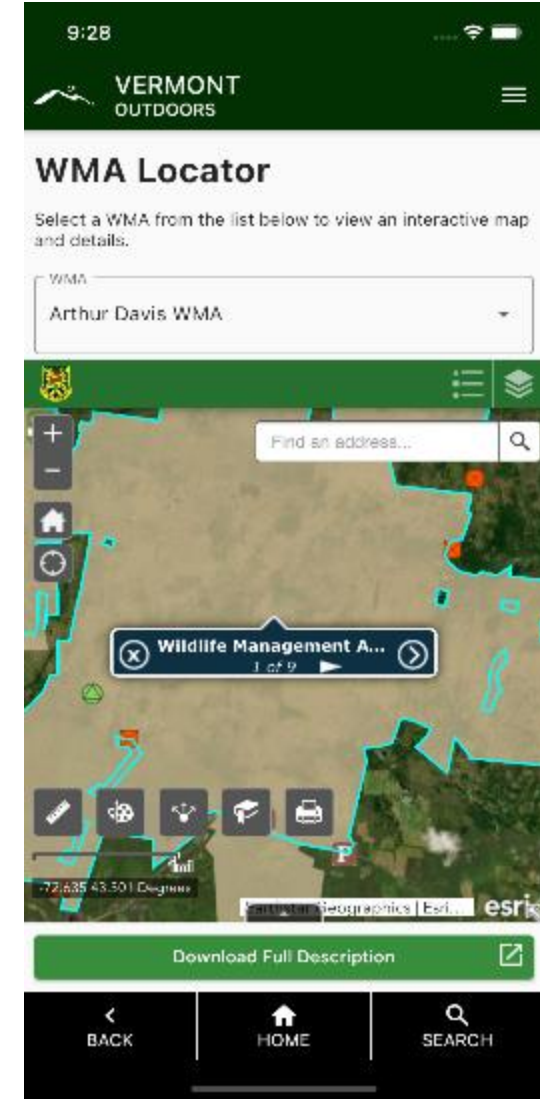 9:28
VERMONT
OUTDOORS
WMA Locator
Select a WMA from the list below to view an interactive map
and details.
WMA
Arthur Davis WMA
Find an address...
Wildlife Management A...
1 of 9
P
-72.635 43.501 Degrees
Earthstar Geographics | Esri...
esri
Download Full Description
BACK
HOME
SEARCH